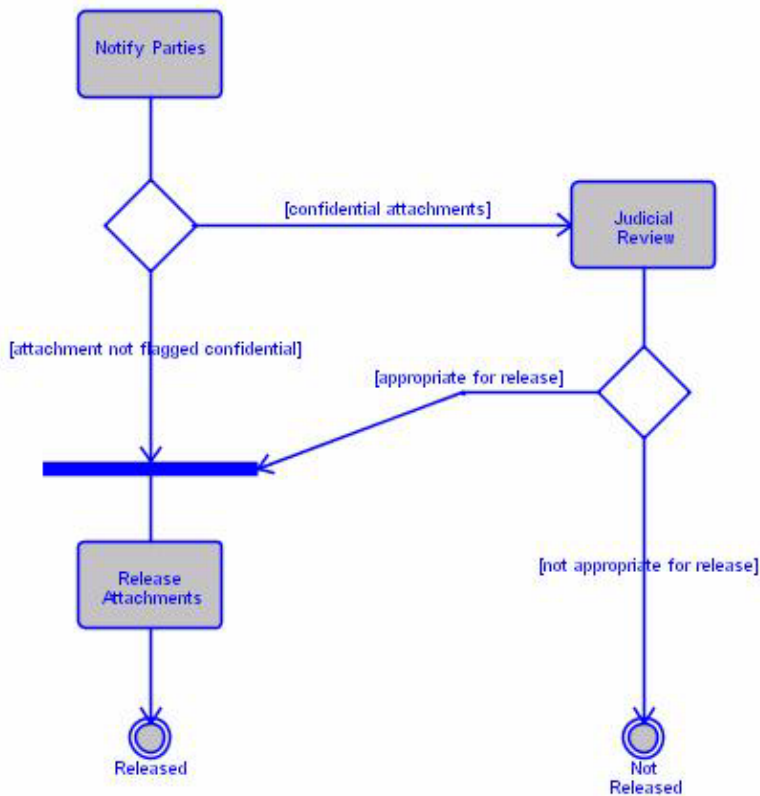 Notify Parties
[confidential attachments]
Judicial
Review
[attachment not flagged confidential]
[appropriate for release]
[not appropriate for release]
Release
Attachments
Released
Not
Released